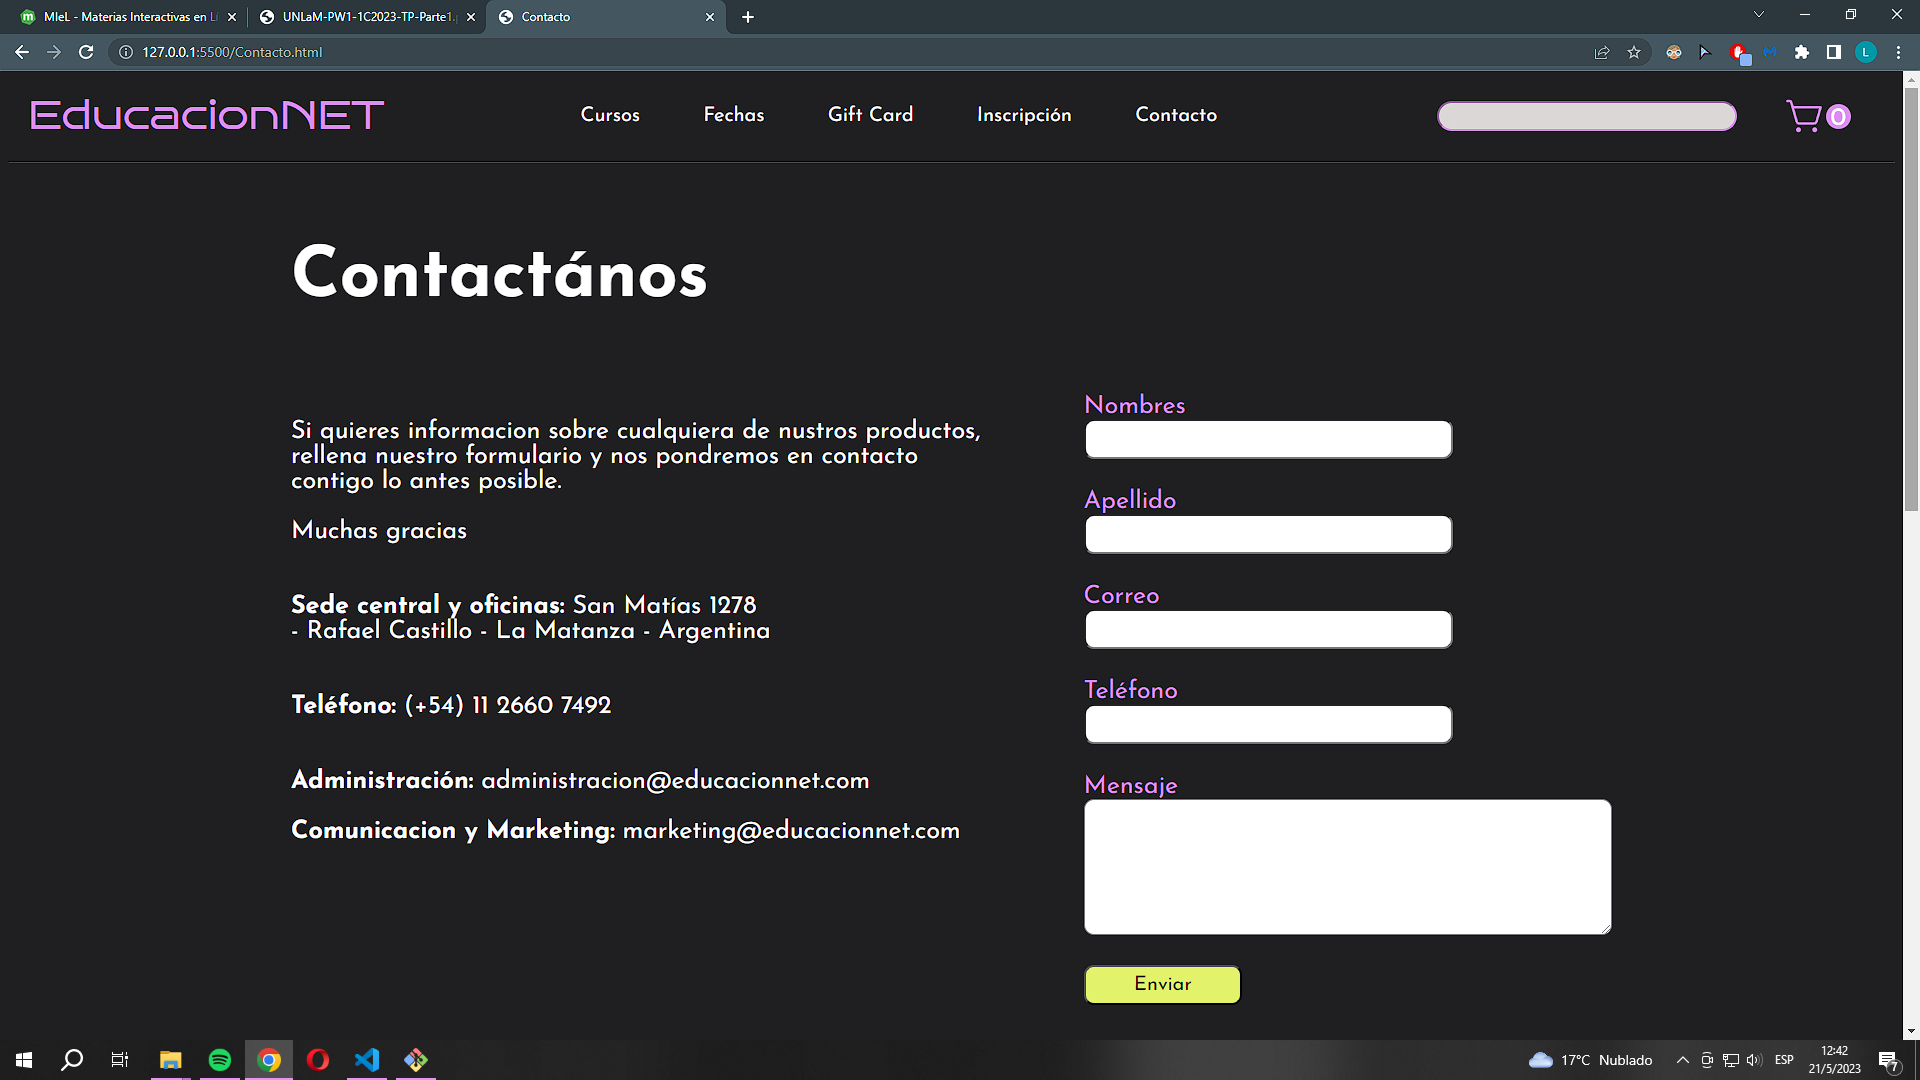 MIeL - Materias Interactivas en Lí
UNLaM-PW1-1C2023-TP-Parte1.
Contacto
127.0.0.1:5500/Contacto.html
L
EducacionNET
Cursos
Fechas
Gift Card
Inscripción
Contacto
0
Contactános
Si quieres informacion sobre cualquiera de nustros productos,
rellena nuestro formulario y nos pondremos en contacto
contigo lo antes posible.
Muchas gracias
Sede central y oficinas: San Matías 1278
- Rafael Castillo - La Matanza - Argentina
Teléfono: (+54) 11 2660 7492
Administración: administracion@educacionnet.com
Comunicacion y Marketing: marketing@educacionnet.com
Nombres
Apellido
Correo
Teléfono
Mensaje
Enviar
17°C Nublado
ESP
12:42
21/5/2023
7